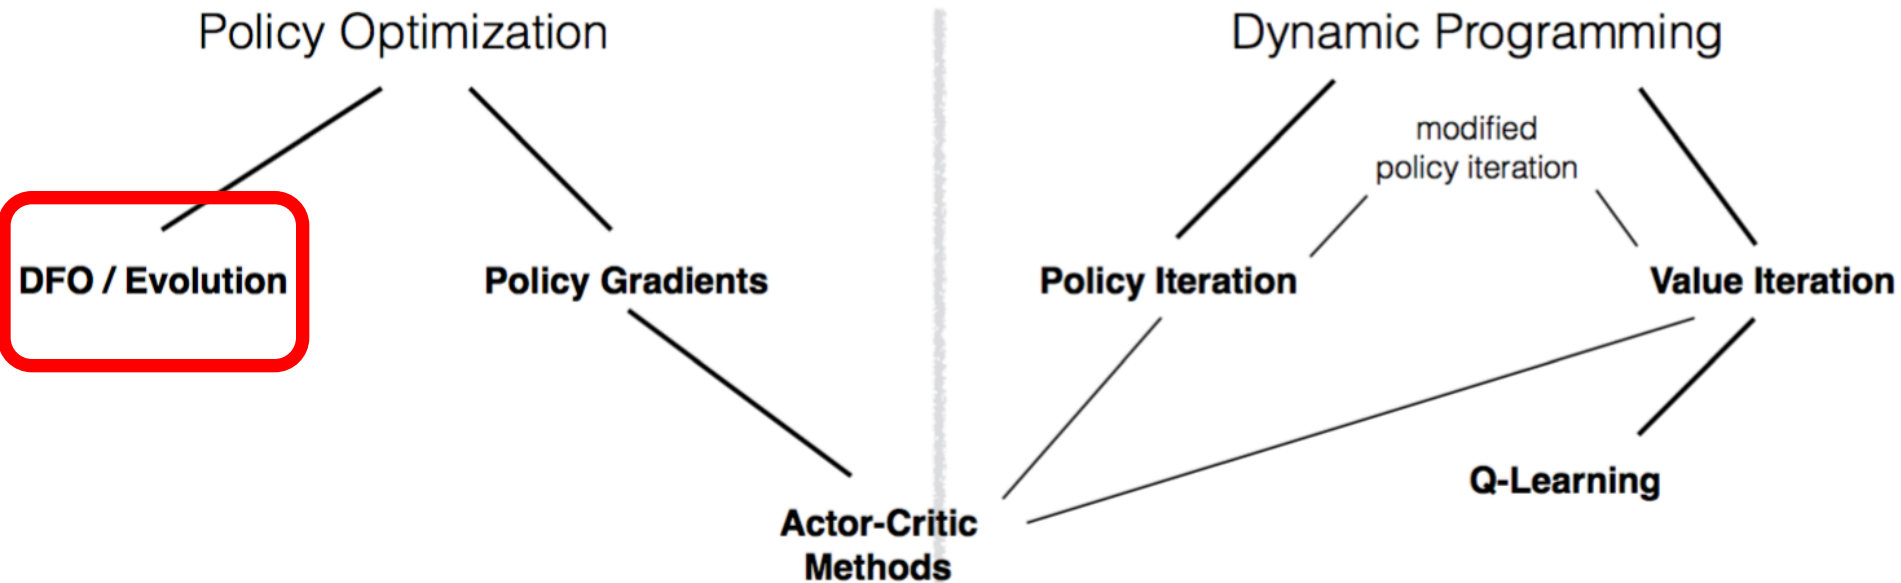 Policy Optimization
Dynamic Programming
modified
policy iteration
DFO / Evolution
Policy Gradients
Policy Iteration
Value Iteration
Q-Learning
Actor-Critic
Methods